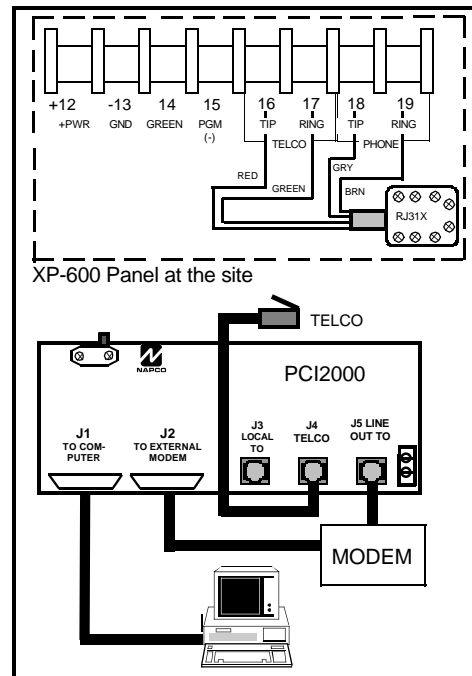 +12 -13 14 15 16 17 18 19
+PWR GND GREEN PGM TIP RING TIP RING
(-)
TELCO PHONE
RED
GRY
GREEN
BRN
RJ31X
XP-600 Panel at the site
TELCO
NAPCO
PCI2000
J1
TO COM-
PUTER
J2
TO EXTERNAL
MODEM
J3
LOCAL
TO
J4
TELCO
J5 LINE
OUT TO
MODEM